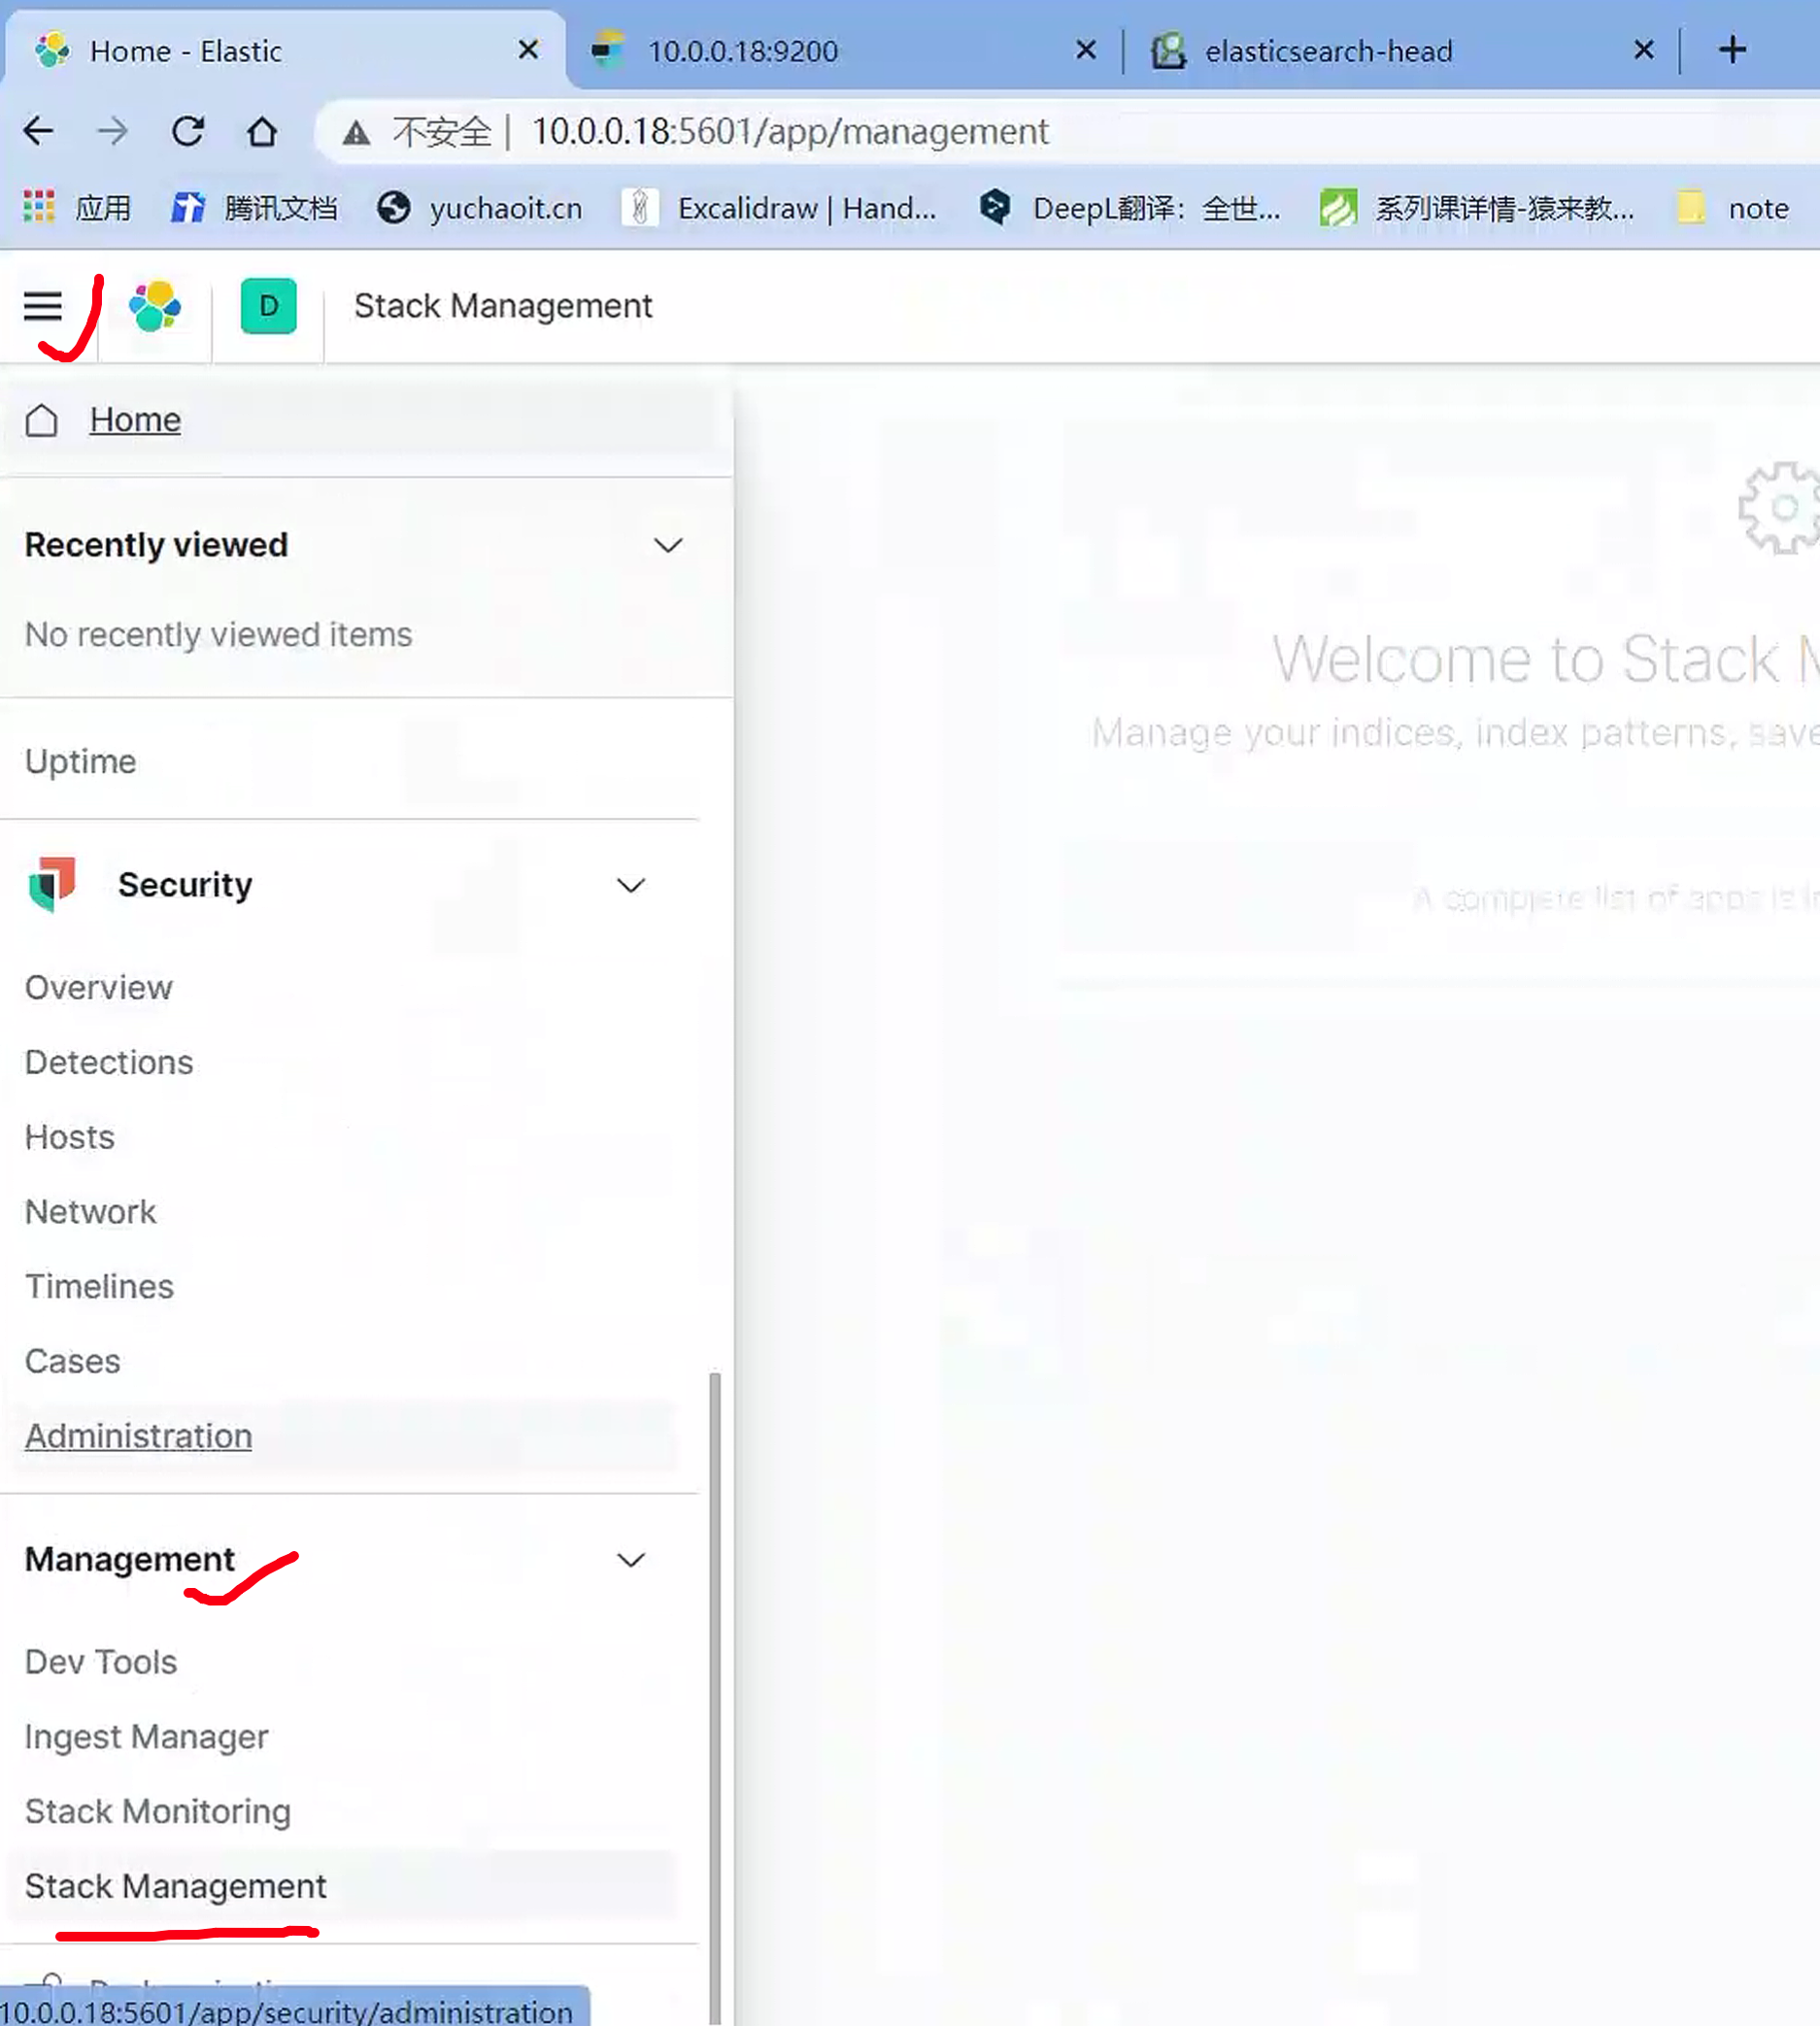 Home - Elastic
10.0.0.18:9200
elasticsearch-head
不安全 | 10.0.0.18:5601/app/management
应用 腾讯文档 yuchaoit.cn Excalidraw | Hand... DeepL翻译：全世... 系列课详情-猿来教... note
D Stack Management
Home
Recently viewed
No recently viewed items
Uptime
Security
Overview
Detections
Hosts
Network
Timelines
Cases
Administration
Management
Dev Tools
Ingest Manager
Stack Monitoring
Stack Management
10.0.0.18:5601/app/security/administration
Welcome to Stack
Manage your indices, index patterns, save
A complete list of apps is